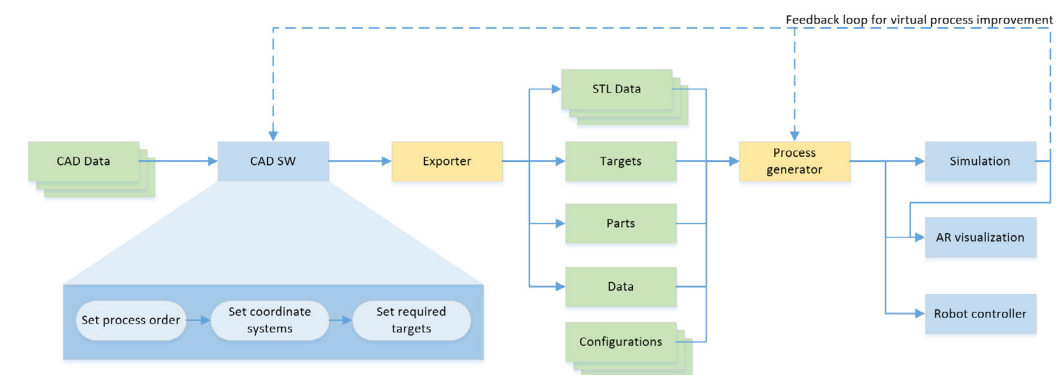 Feedback loop for virtual process improvement
CAD Data
CAD SW
Exporter
STL Data
Targets
Parts
Data
Configurations
Process
generator
Simulation
AR visualization
Robot controller
Set process order
Set coordinate
systems
Set required
targets